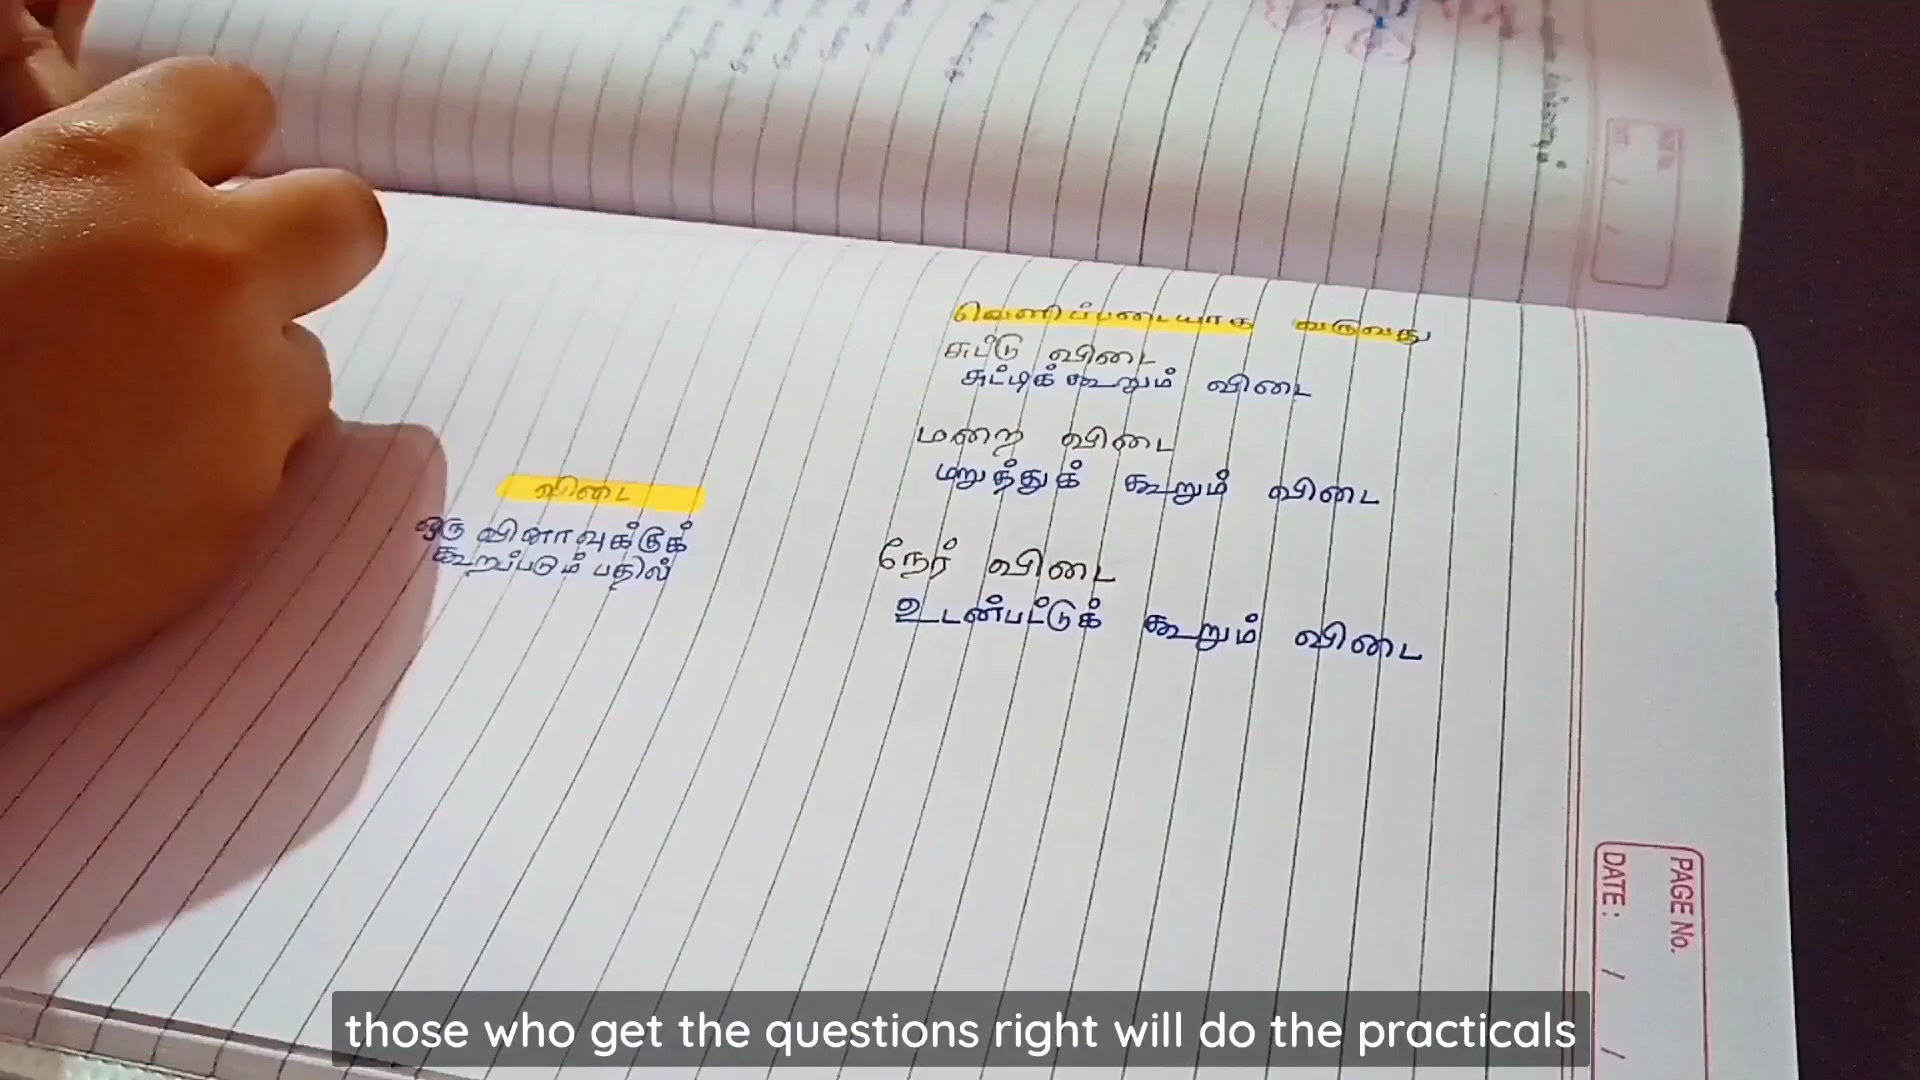 விடை
ஒரு வினாவுக்குக்
கூறப்படும் பதில்
வெளிப்படையாக வருவது
சுட்டு விடை
சுட்டிக் கூறும் விடை
மறை விடை
மறுத்துக் கூறும் விடை
நேர் விடை
உடன்பட்டுக் கூறும் விடை
PAGE No.
DATE: / /
those who get the questions right will do the practicals